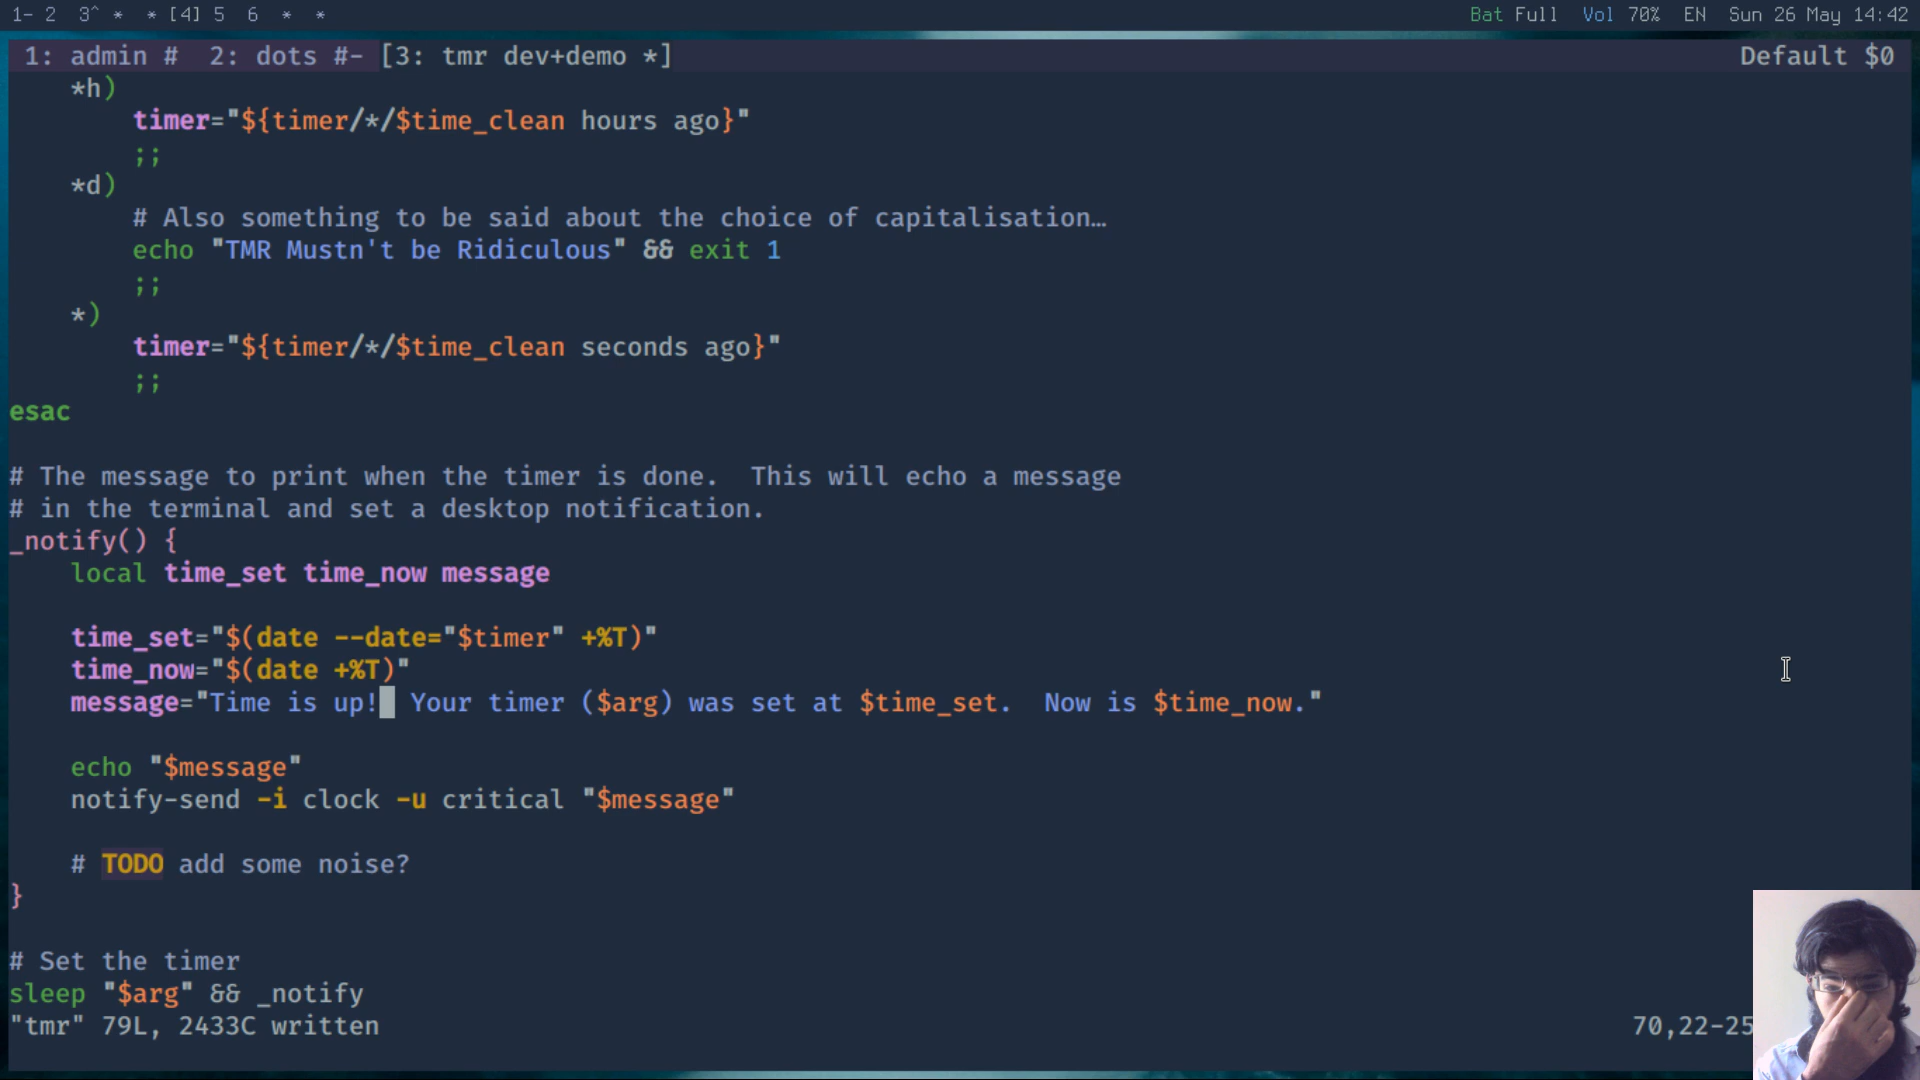 1- 2  3^ *  * [4] 5  6  *  *  Bat Full  Vol 70%  EN  Sun 26 May 14:42
1: admin #  2: dots #- [3: tmr dev+demo *]  Default $0
    *h)
        timer="${timer/*/$time_clean hours ago}"
        ;;
    *d)
        # Also something to be said about the choice of capitalisation…
        echo "TMR Mustn't be Ridiculous" && exit 1
        ;;
    *)
        timer="${timer/*/$time_clean seconds ago}"
        ;;
esac
# The message to print when the timer is done.  This will echo a message
# in the terminal and set a desktop notification.
_notify() {
    local time_set time_now message
    time_set="$(date --date="$timer" +%T)"
    time_now="$(date +%T)"
    message="Time is up!  Your timer ($arg) was set at $time_set.  Now is $time_now."
    echo "$message"
    notify-send -i clock -u critical "$message"
    # TODO add some noise?
}
# Set the timer
sleep "$arg" && _notify
"tmr" 79L, 2433C written  70,22-25